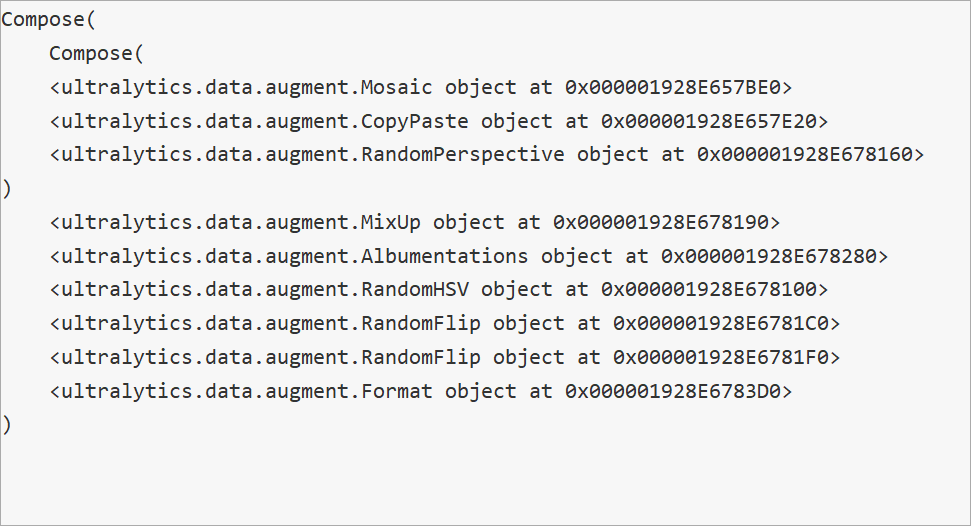 Compose(
    Compose(
    <ultralytics.data.augment.Mosaic object at 0x000001928E657BE0>
    <ultralytics.data.augment.CopyPaste object at 0x000001928E657E20>
    <ultralytics.data.augment.RandomPerspective object at 0x000001928E678160>
)
    <ultralytics.data.augment.MixUp object at 0x000001928E678190>
    <ultralytics.data.augment.Albumentations object at 0x000001928E678280>
    <ultralytics.data.augment.RandomHSV object at 0x000001928E678100>
    <ultralytics.data.augment.RandomFlip object at 0x000001928E6781C0>
    <ultralytics.data.augment.RandomFlip object at 0x000001928E6781F0>
    <ultralytics.data.augment.Format object at 0x000001928E6783D0>
)